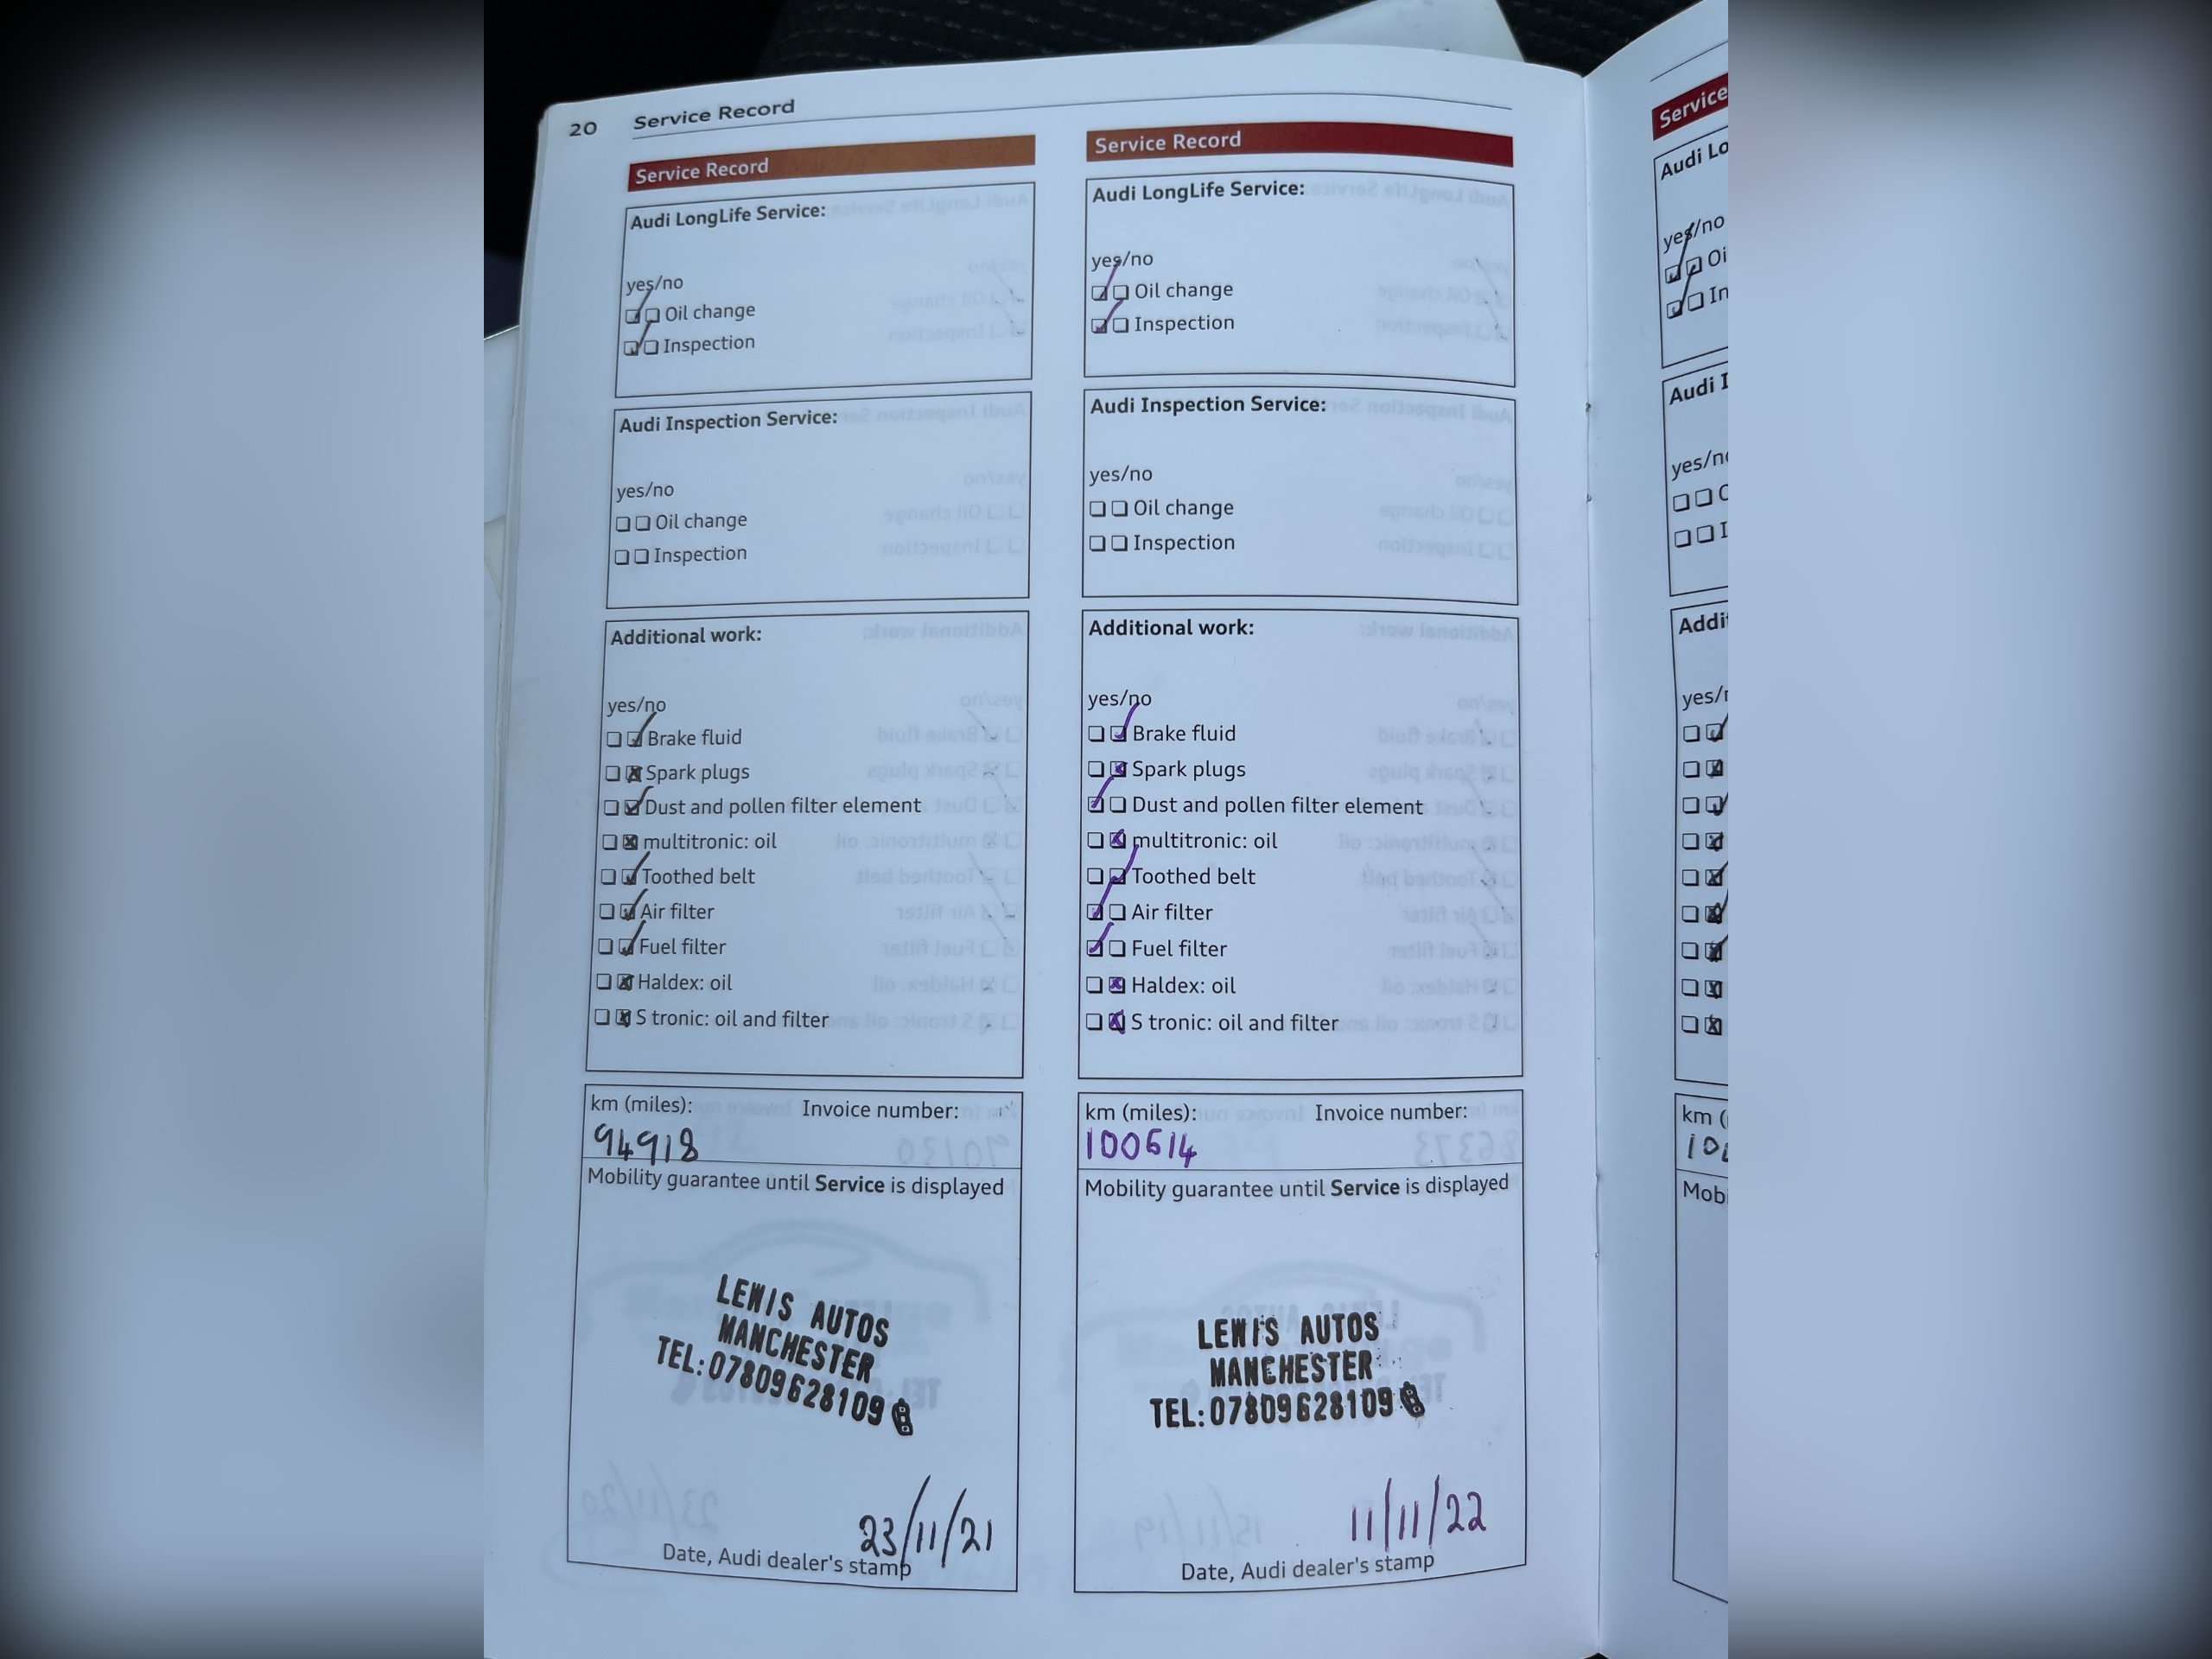 20 Service Record
Service Record
Audi LongLife Service:
yes/no
Oil change
Inspection
Audi Inspection Service:
yes/no
Oil change
Inspection
Additional work:
yes/no
Brake fluid
Spark plugs
Dust and pollen filter element
multitronic: oil
Toothed belt
Air filter
Fuel filter
Haldex: oil
S tronic: oil and filter
km (miles): Invoice number:
94918
Mobility guarantee until Service is displayed
LEWIS AUTOS
MANCHESTER
TEL:07809628109
23/11/21
Date, Audi dealer's stamp
Service Record
Audi LongLife Service:
yes/no
Oil change
Inspection
Audi Inspection Service:
yes/no
Oil change
Inspection
Additional work:
yes/no
Brake fluid
Spark plugs
Dust and pollen filter element
multitronic: oil
Toothed belt
Air filter
Fuel filter
Haldex: oil
S tronic: oil and filter
km (miles): Invoice number:
100614
Mobility guarantee until Service is displayed
LEWIS AUTOS
MANCHESTER
TEL:07809628109
11/11/22
Date, Audi dealer's stamp
Service
Audi
yes/no
Audi
yes/
km